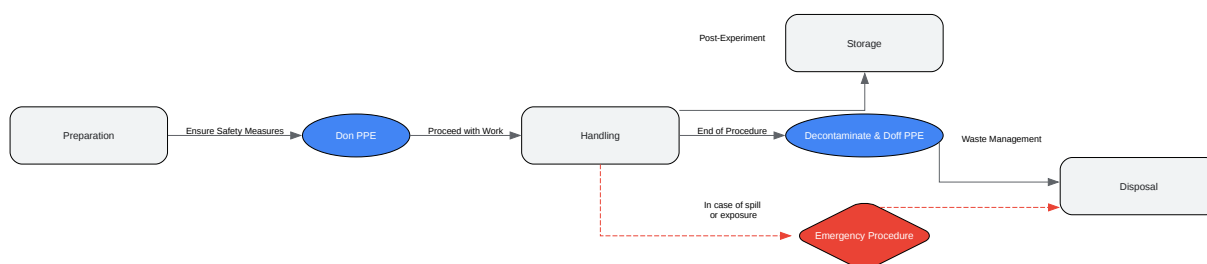 Post-Experiment
Storage
Preparation
Ensure Safety Measures
Don PPE
Proceed with Work
Handling
End of Procedure
Decontaminate & Doff PPE
Waste Management
Disposal
In case of spill
or exposure
Emergency Procedure